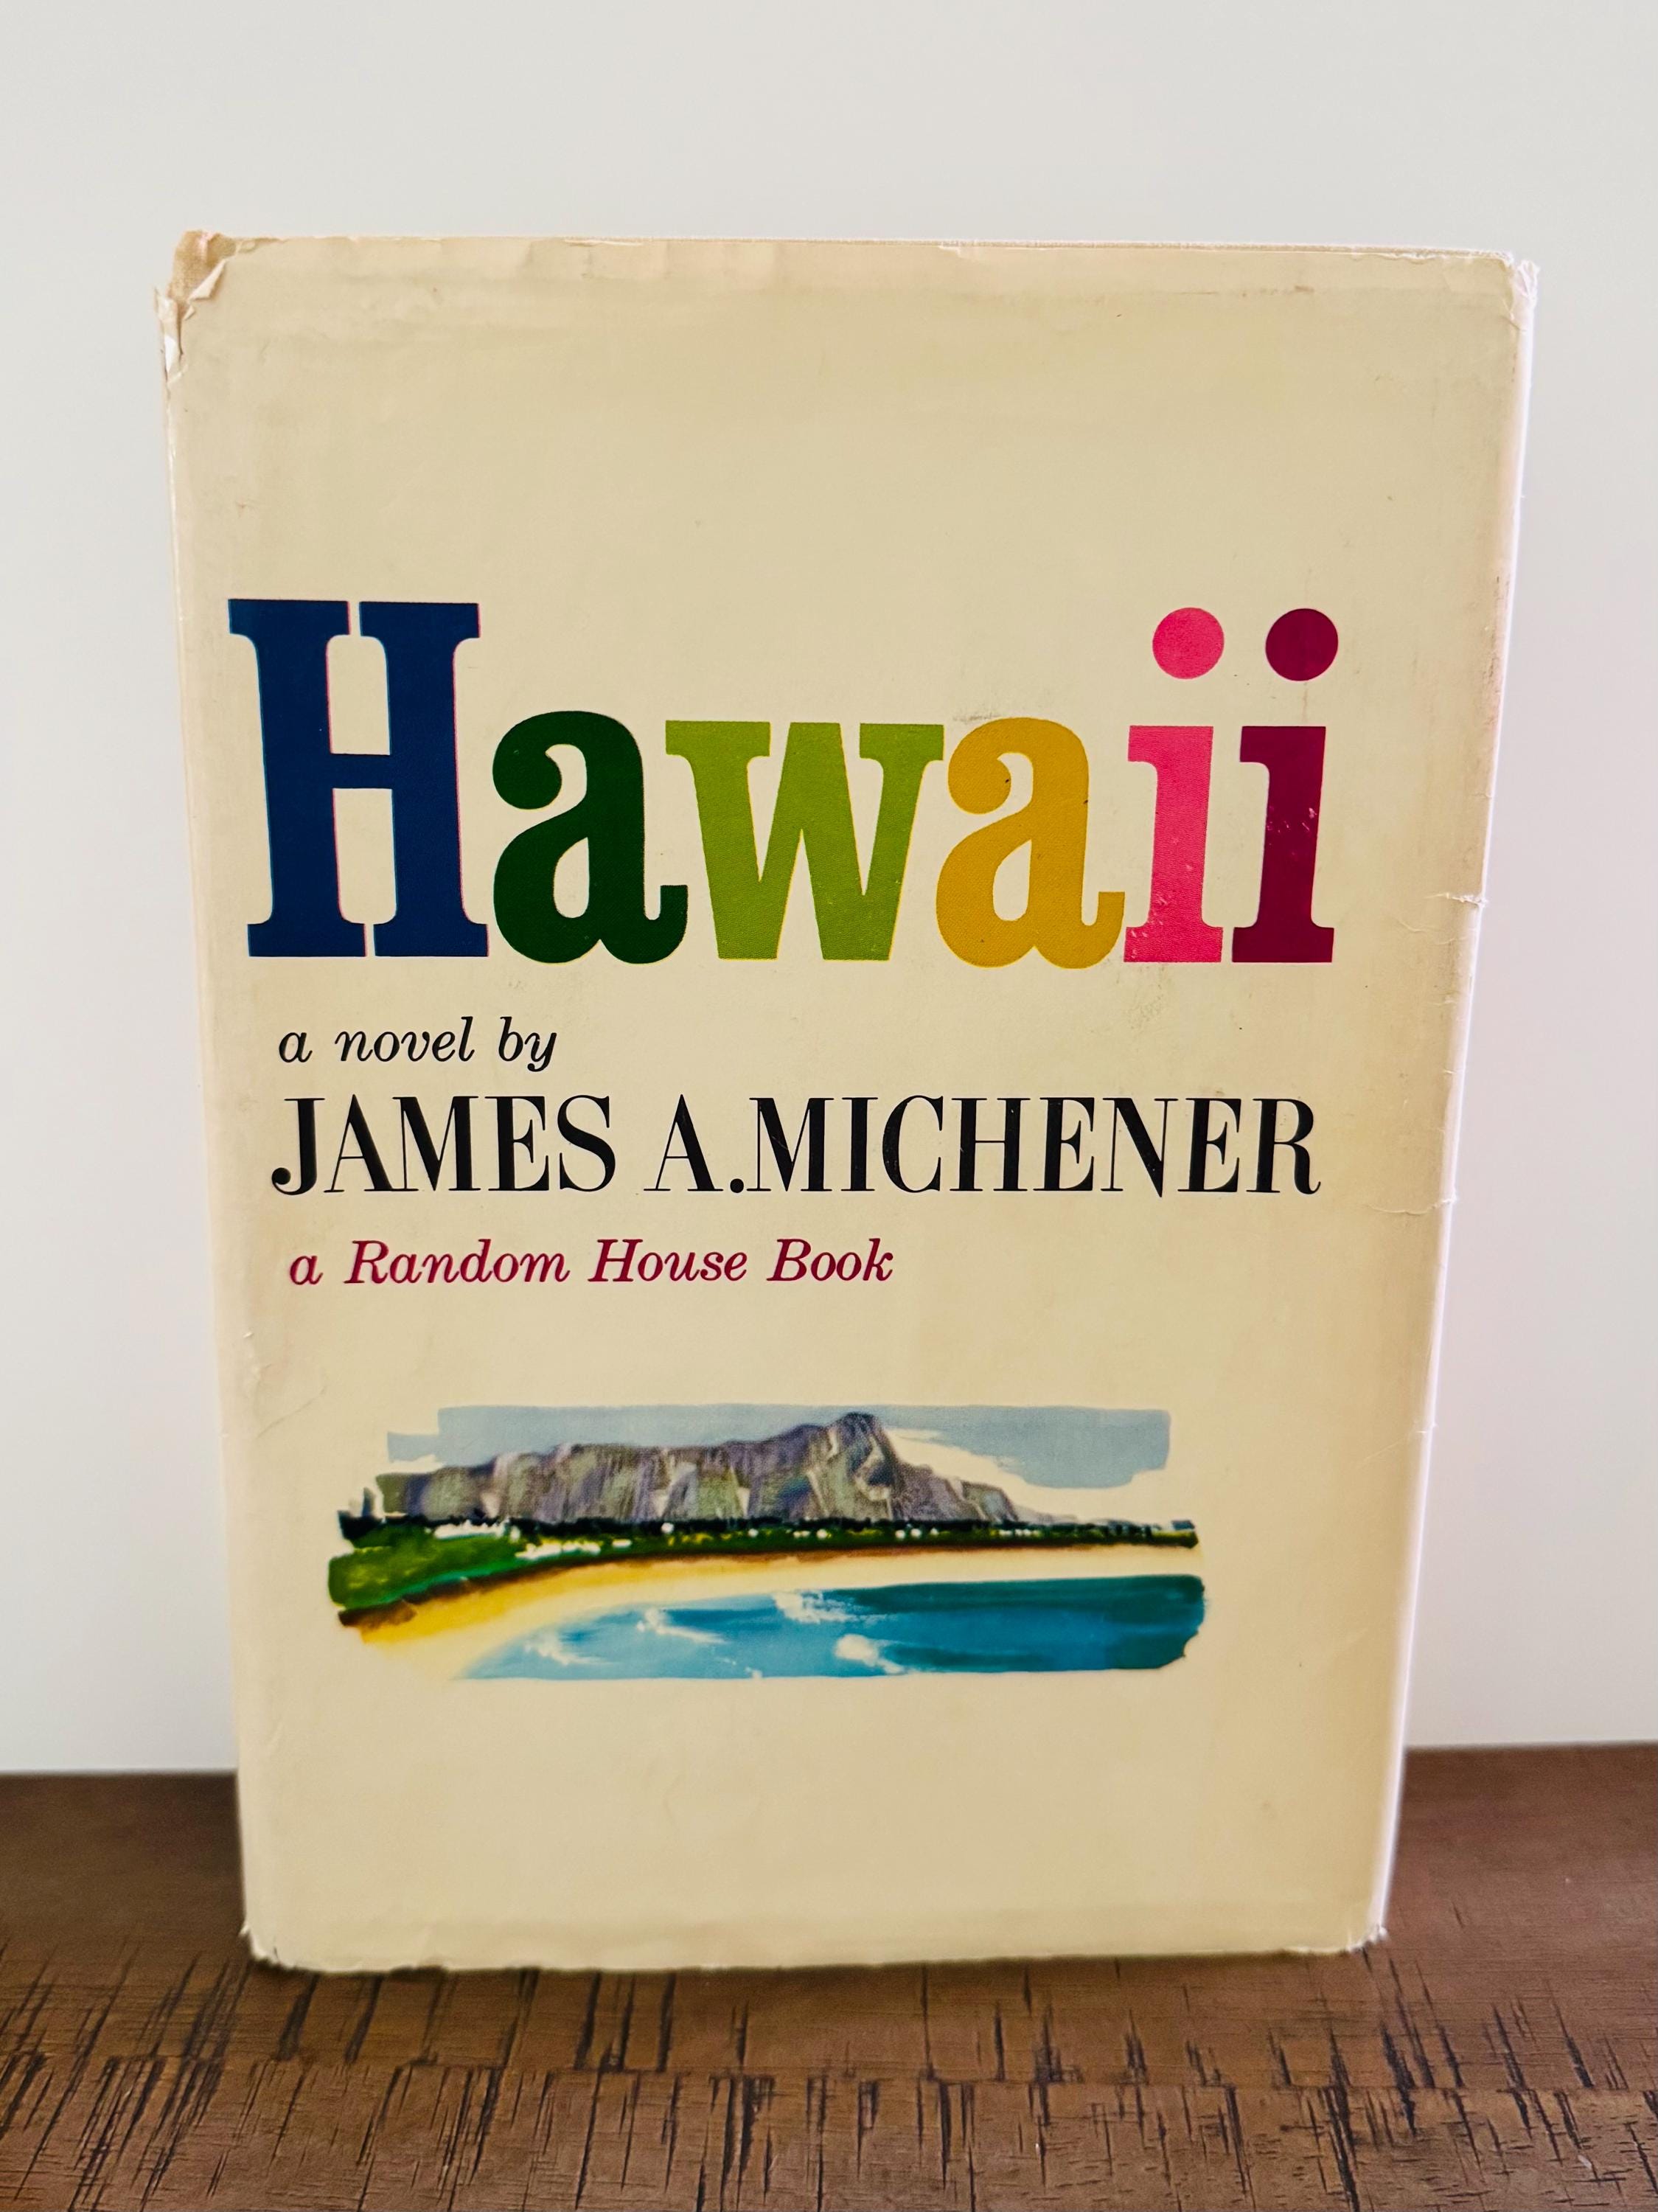 Hawaii
a novel by
JAMES A.MICHENER
a Random House Book